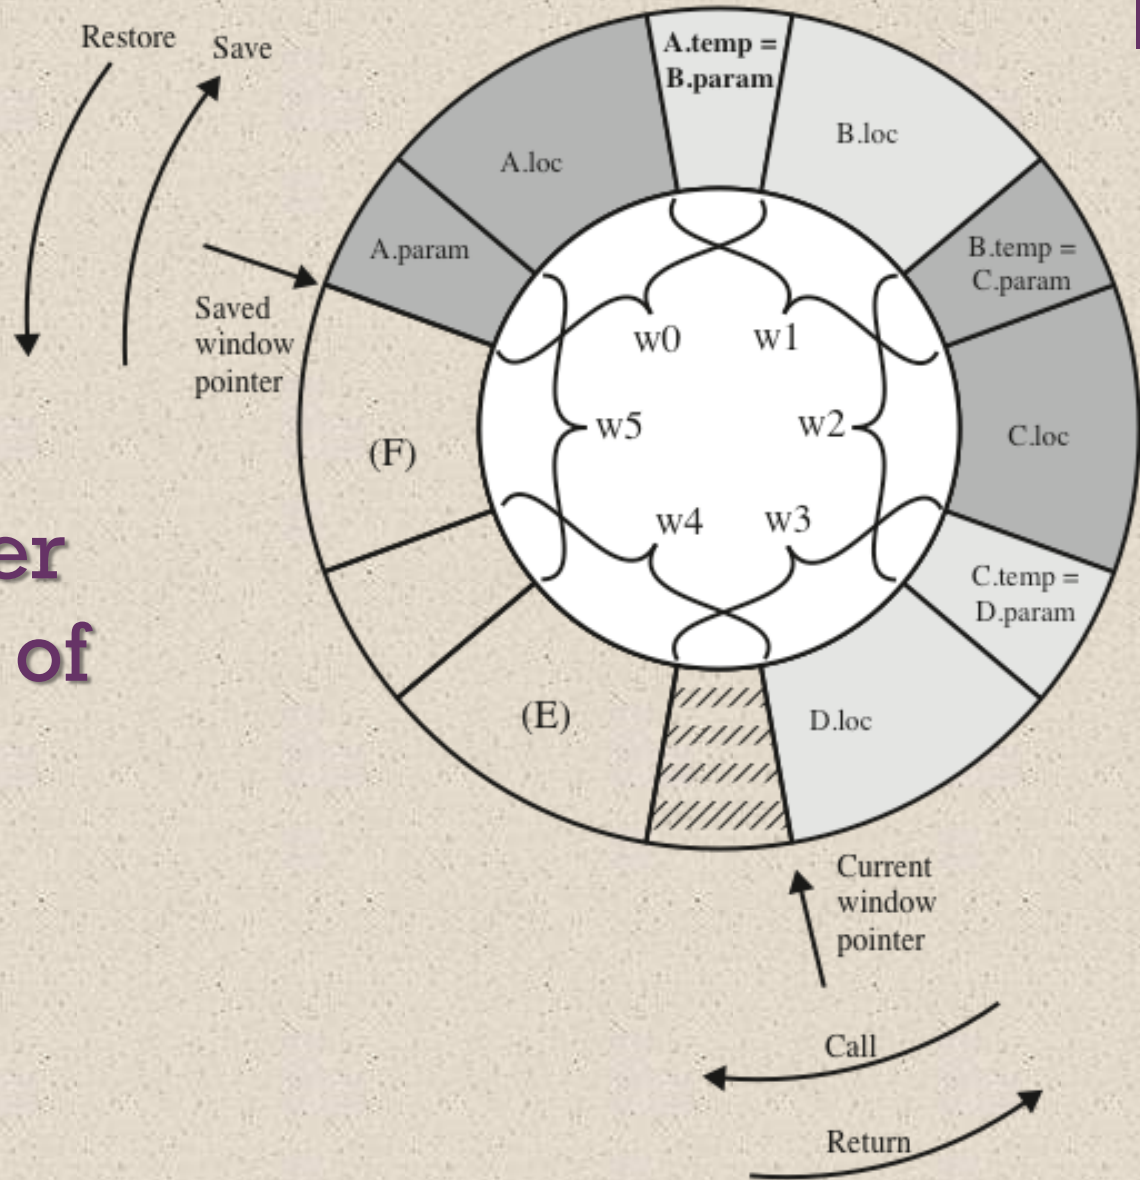 Restore
Save
A.temp =
B.param
B.loc
A.loc
A.param
B.temp =
C.param
Saved
window
pointer
w0
w1
w5
w2
(F)
C.loc
w4
w3
C.temp =
D.param
of
(E)
D.loc
Current
window
pointer
Call
Return